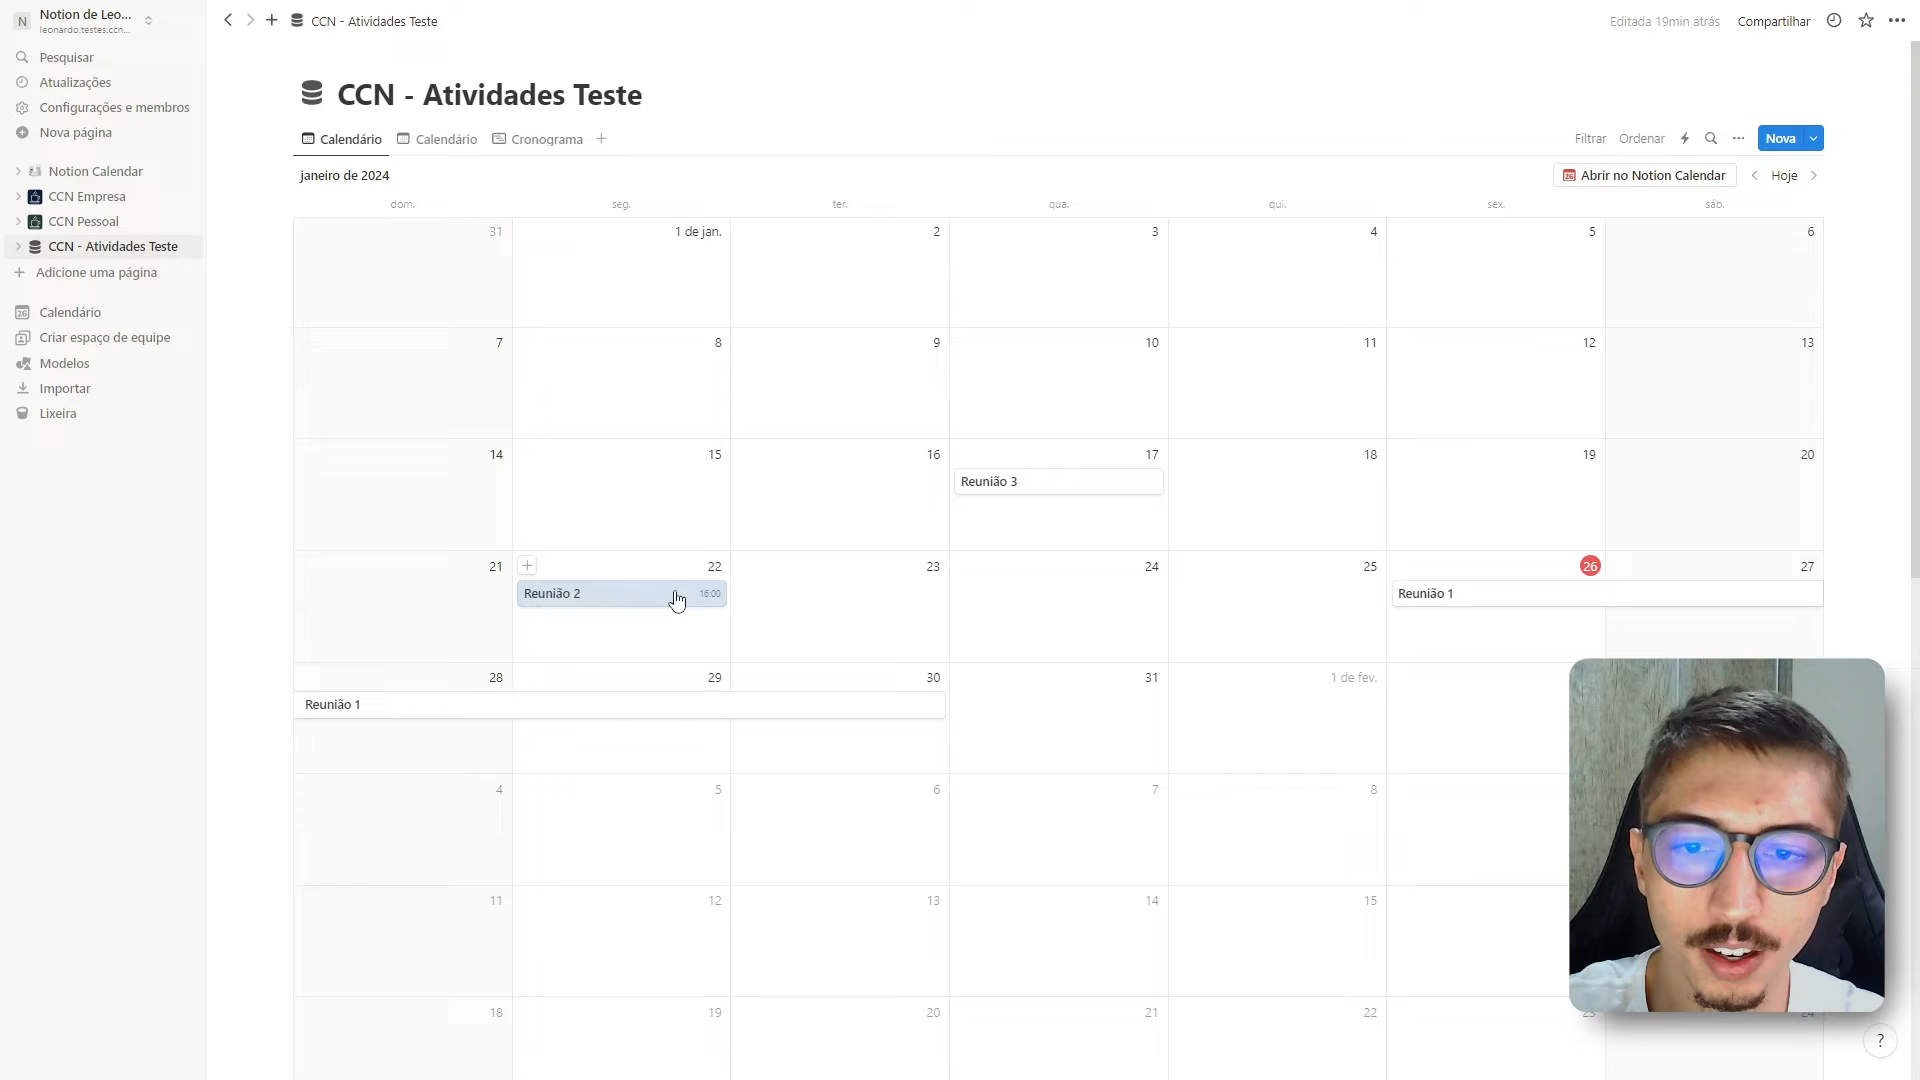 N
Notion de Leo...
leonardo.testes.ccn...
Pesquisar
Atualizações
Configurações e membros
Nova página
Notion Calendar
CCN Empresa
CCN Pessoal
CCN - Atividades Teste
Adicione uma página
26 Calendário
Criar espaço de equipe
Modelos
Importar
Lixeira
CCN - Atividades Teste
Editada 19min atrás Compartilhar
CCN - Atividades Teste
Calendário Calendário Cronograma
Filtrar Ordenar Nova
janeiro de 2024
26 Abrir no Notion Calendar Hoje
dom. seg. ter. qua. qui. sex. sáb.
31 1 de jan. 2 3 4 5 6
7 8 9 10 11 12 13
14 15 16 17 18 19 20
Reunião 3
21 22 23 24 25 26 27
Reunião 2 16:00 Reunião 1
28 29 30 31 1 de fev.
Reunião 1
4 5 6 7 8
11 12 13 14 15
18 19 20 21 22 23 24
?